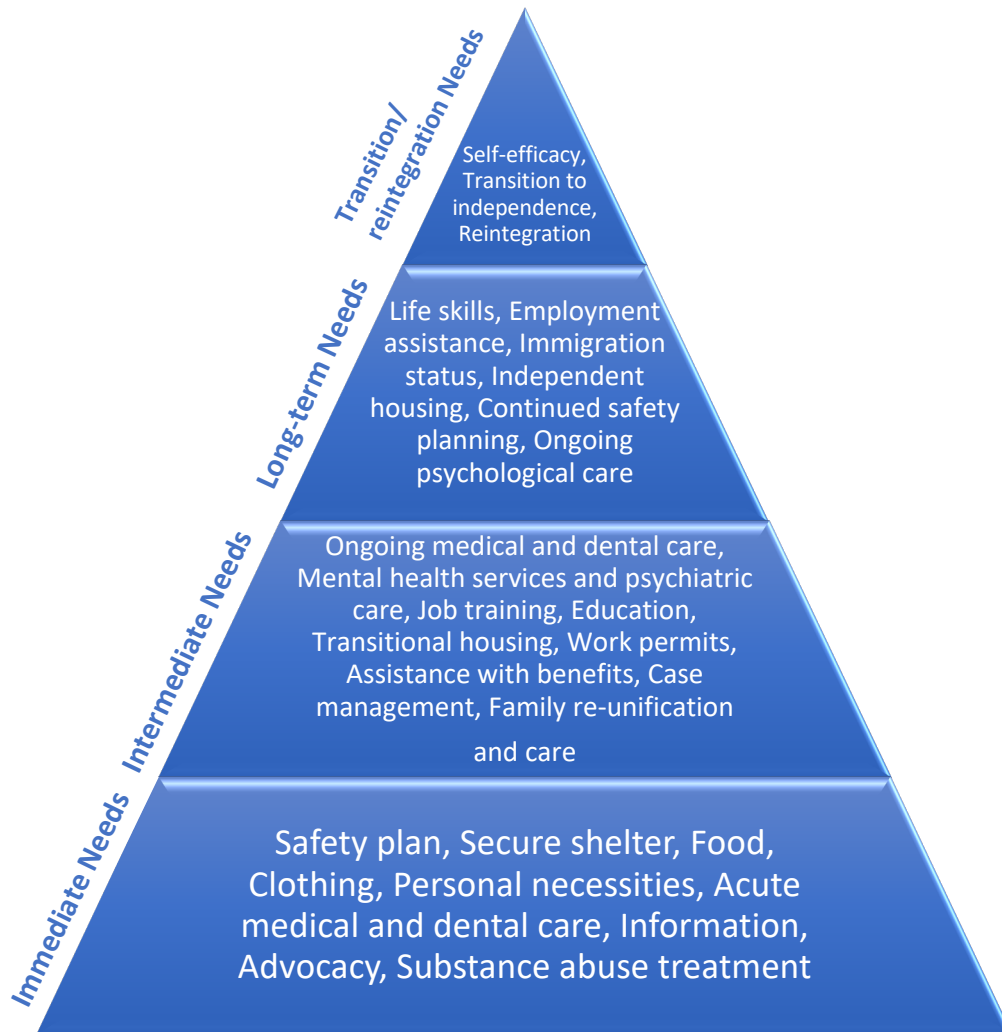 Transition/
reintegration Needs
Self-efficacy,
Transition to
independence,
Reintegration
Long-term Needs
Life skills, Employment
assistance, Immigration
status, Independent
housing, Continued safety
planning, Ongoing
psychological care
Intermediate Needs
Ongoing medical and dental care,
Mental health services and psychiatric
care, Job training, Education,
Transitional housing, Work permits,
Assistance with benefits, Case
management, Family re-unification
and care
Immediate Needs
Safety plan, Secure shelter, Food,
Clothing, Personal necessities, Acute
medical and dental care, Information,
Advocacy, Substance abuse treatment